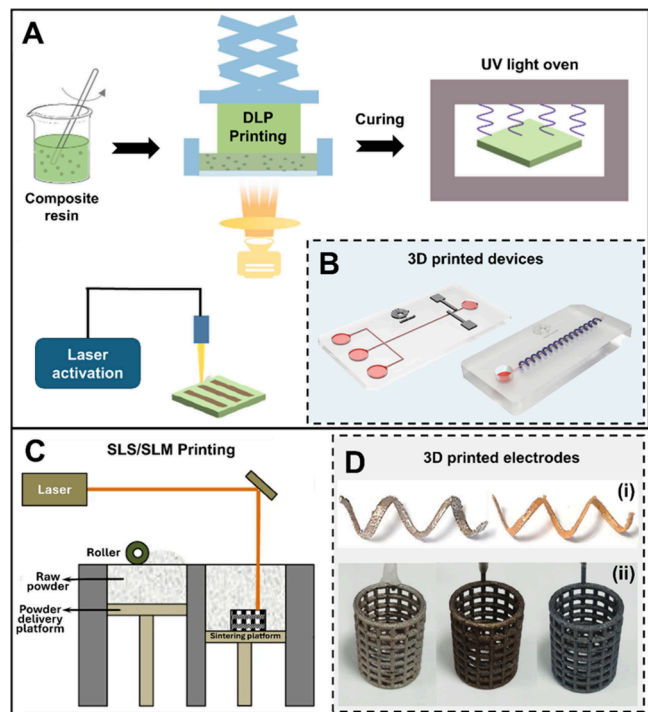 A
Composite
resin
DLP
Printing
Curing
UV light oven
Laser
activation
B
3D printed devices
C
SLS/SLM Printing
Laser
Roller
Raw
powder
Powder
delivery
platform
Sintering platform
D
3D printed electrodes
(i)
(ii)